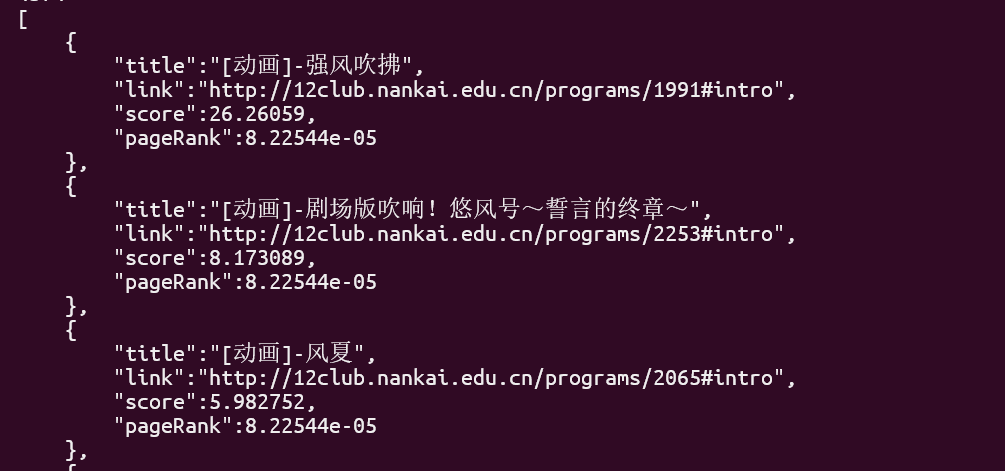 [
{
"title":"[动画]-强风吹拂",
"link":"http://12club.nankai.edu.cn/programs/1991#intro",
"score":26.26059,
"pageRank":8.22544e-05
},
{
"title":"[动画]-剧场版吹响！悠风号～誓言的终章～",
"link":"http://12club.nankai.edu.cn/programs/2253#intro",
"score":8.173089,
"pageRank":8.22544e-05
},
{
"title":"[动画]-风夏",
"link":"http://12club.nankai.edu.cn/programs/2065#intro",
"score":5.982752,
"pageRank":8.22544e-05
},
{